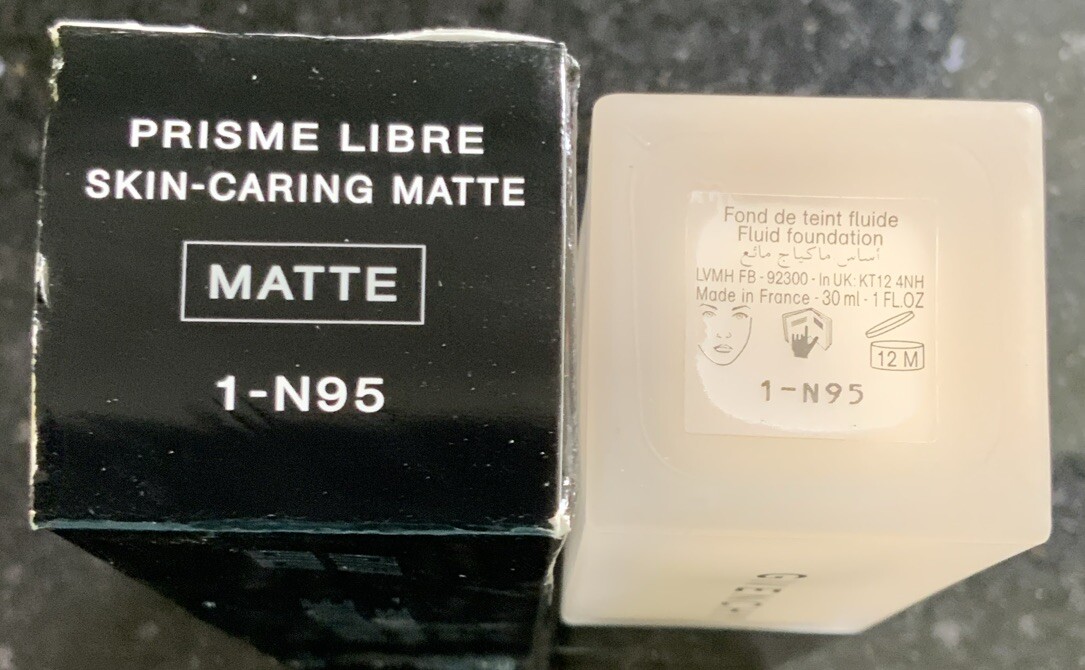 PRISME LIBRE
SKIN-CARING MATTE
MATTE
1-N95
Fond de teint fluide
Fluid foundation
أساس ماكياج مائع
LVMH FB - 92300 - In UK: KT12 4NH
Made in France - 30 ml - 1 FL.OZ
12 M
1-N95